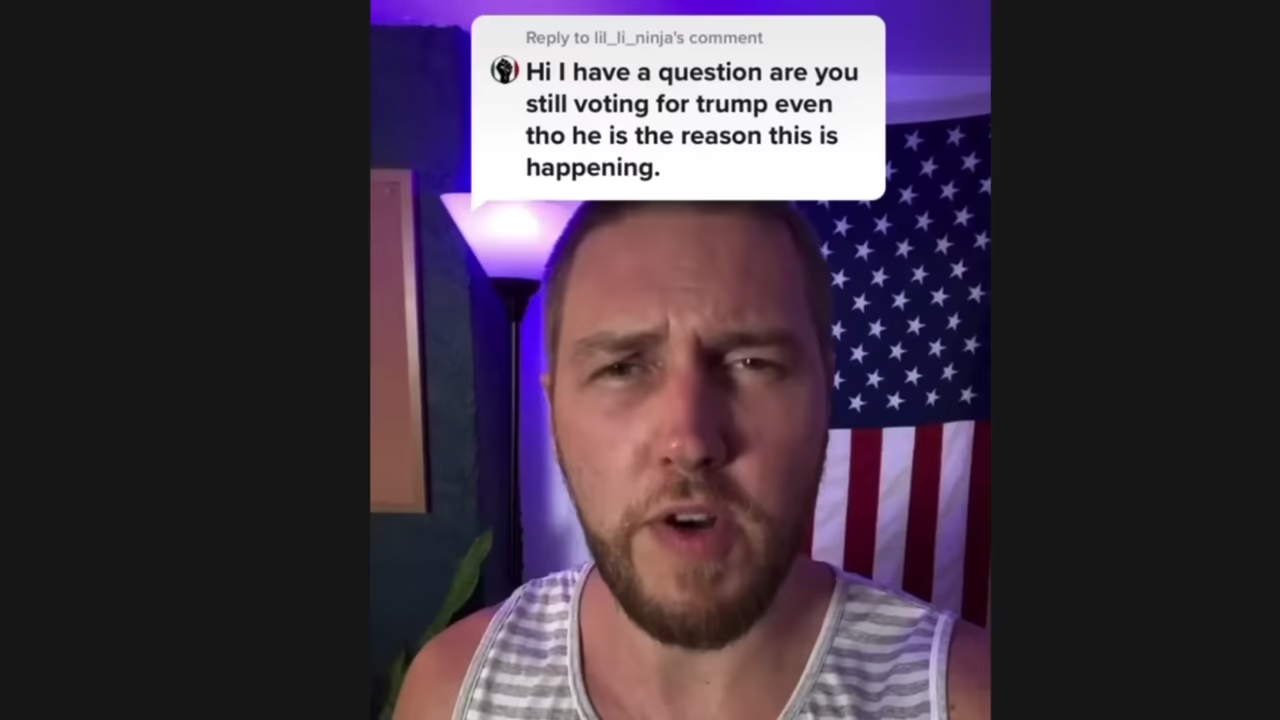 Reply to lil_li_ninja's comment
Hi I have a question are you
still voting for trump even
tho he is the reason this is
happening.